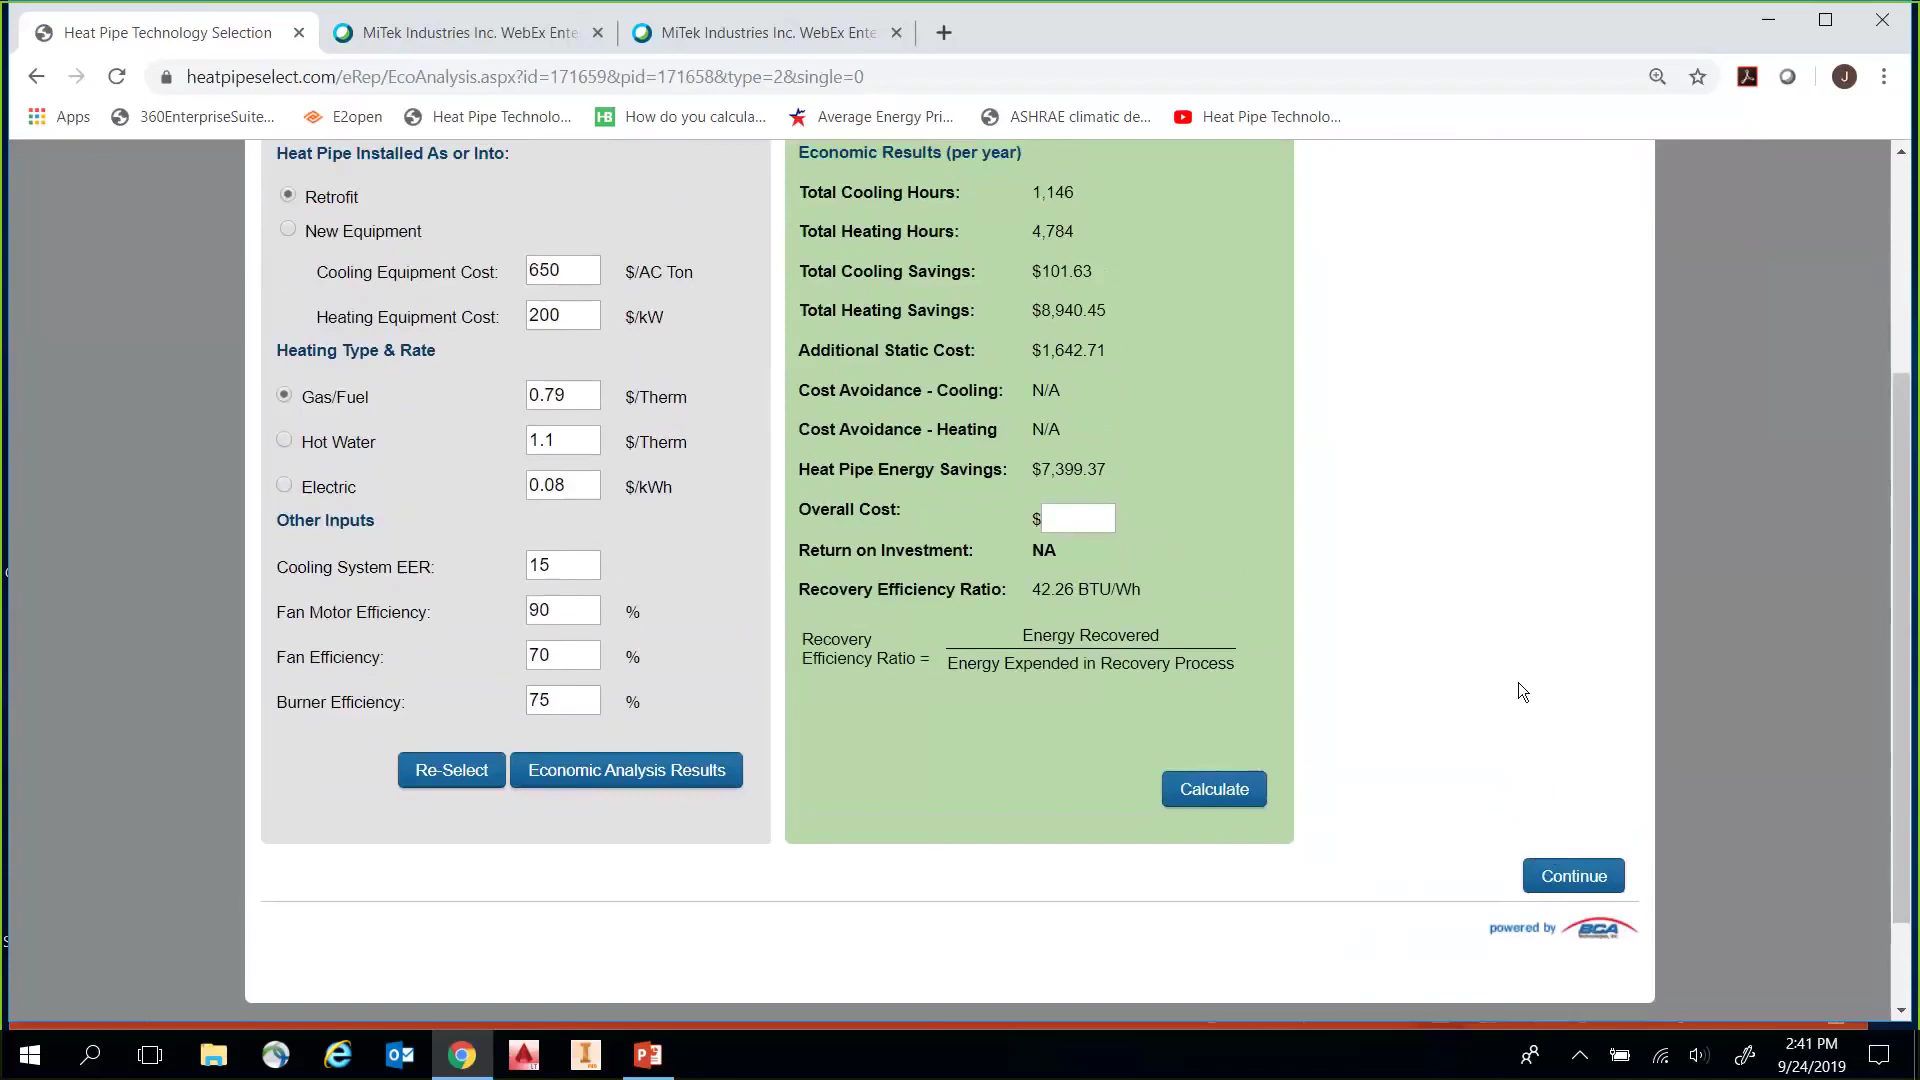 Heat Pipe Technology Selection
MiTek Industries Inc. WebEx Ente
MiTek Industries Inc. WebEx Ente
heatpipeselect.com/eRep/EcoAnalysis.aspx?id=171659&pid=171658&type=2&single=0
J
Apps
360EnterpriseSuite...
E2open
Heat Pipe Technolo...
HB
How do you calcula...
Average Energy Pri...
ASHRAE climatic de...
Heat Pipe Technolo...
Heat Pipe Installed As or Into:
Retrofit
New Equipment
Cooling Equipment Cost: 650 $/AC Ton
Heating Equipment Cost: 200 $/kW
Heating Type & Rate
Gas/Fuel 0.79 $/Therm
Hot Water 1.1 $/Therm
Electric 0.08 $/kWh
Other Inputs
Cooling System EER: 15
Fan Motor Efficiency: 90 %
Fan Efficiency: 70 %
Burner Efficiency: 75 %
Re-Select Economic Analysis Results
Economic Results (per year)
Total Cooling Hours: 1,146
Total Heating Hours: 4,784
Total Cooling Savings: $101.63
Total Heating Savings: $8,940.45
Additional Static Cost: $1,642.71
Cost Avoidance - Cooling: N/A
Cost Avoidance - Heating N/A
Heat Pipe Energy Savings: $7,399.37
Overall Cost: $
Return on Investment: NA
Recovery Efficiency Ratio: 42.26 BTU/Wh
Recovery
Efficiency Ratio =
Energy Recovered
Energy Expended in Recovery Process
Calculate
Continue
powered by BCA
2:41 PM
9/24/2019